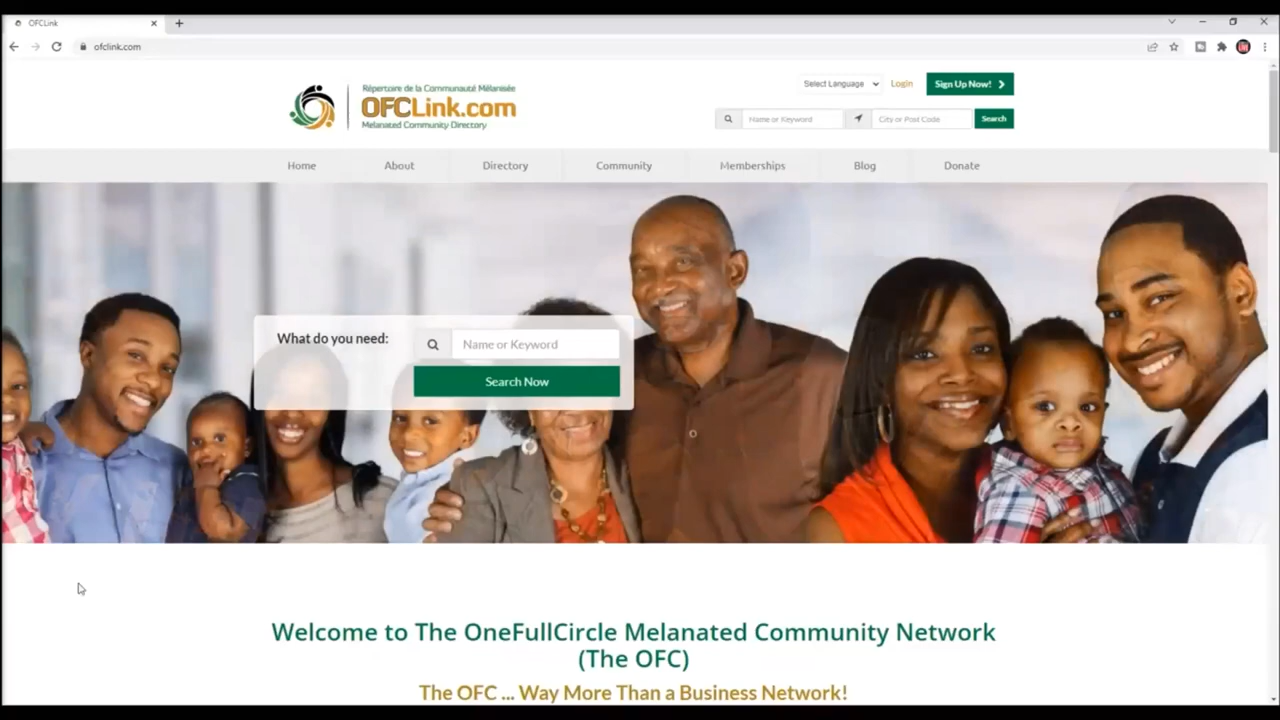 OFCLink
ofclink.com
Répertoire de la Communauté Mélanisée
OFCLink.com
Melanated Community Directory
Select Language
Login
Sign Up Now!
Name or Keyword
City or Post Code
Search
Home
About
Directory
Community
Memberships
Blog
Donate
What do you need:
Name or Keyword
Search Now
Welcome to The OneFullCircle Melanated Community Network
(The OFC)
The OFC ... Way More Than a Business Network!